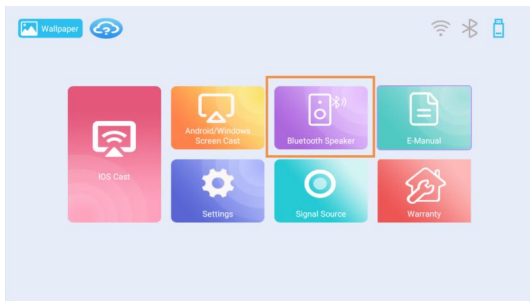 Wallpaper
IOS Cast
Android/Windows
Screen Cast
Bluetooth Speaker
E-Manual
Settings
Signal Source
Warranty